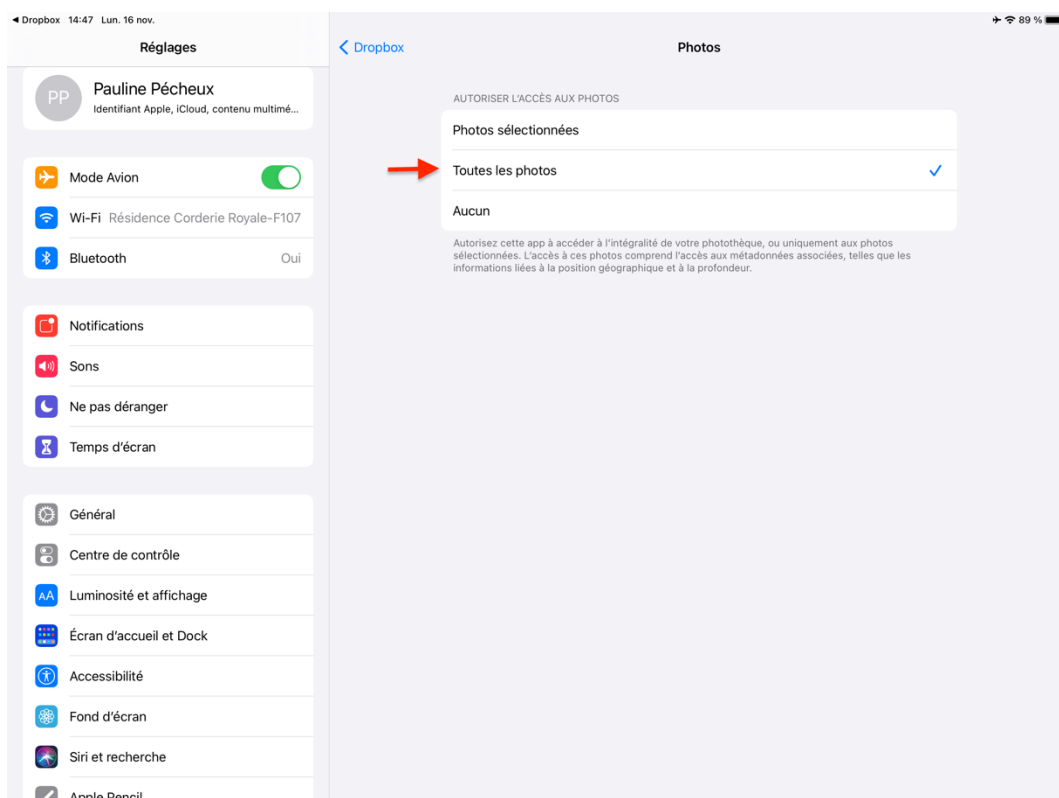 Dropbox 14:47 Lun. 16 nov.
89 %
Réglages
PP
Pauline Pécheux
Identifiant Apple, iCloud, contenu multimé...
Mode Avion
Wi-Fi Résidence Corderie Royale-F107
Bluetooth Oui
Notifications
Sons
Ne pas déranger
Temps d'écran
Général
Centre de contrôle
AA Luminosité et affichage
Écran d'accueil et Dock
Accessibilité
Fond d'écran
Siri et recherche
Apple Pencil
Dropbox
Photos
AUTORISER L'ACCÈS AUX PHOTOS
Photos sélectionnées
Toutes les photos
Aucun
Autorisez cette app à accéder à l'intégralité de votre photothèque, ou uniquement aux photos
sélectionnées. L'accès à ces photos comprend l'accès aux métadonnées associées, telles que les
informations liées à la position géographique et à la profondeur.